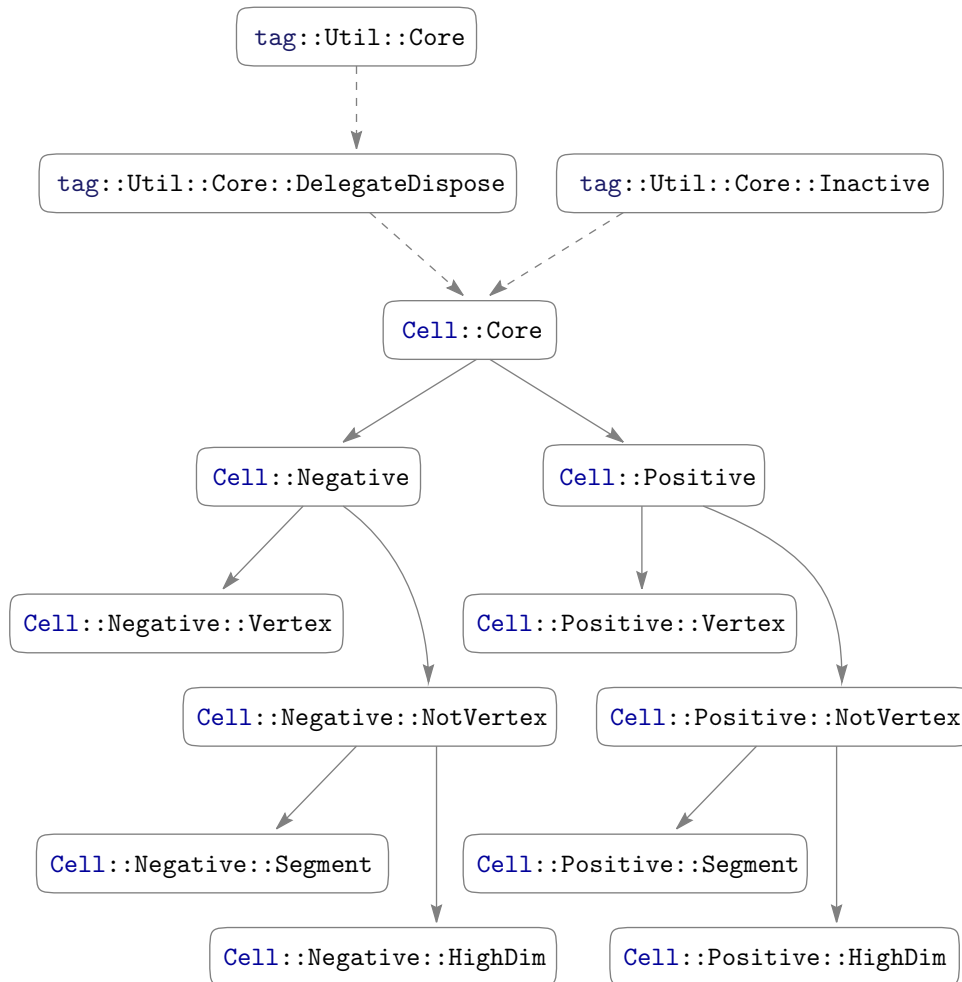 tag::Util::Core
tag::Util::Core::DelegateDispose
tag::Util::Core::Inactive
Cell::Core
Cell::Negative
Cell::Positive
Cell::Negative::Vertex
Cell::Positive::Vertex
Cell::Negative::NotVertex
Cell::Positive::NotVertex
Cell::Negative::Segment
Cell::Positive::Segment
Cell::Negative::HighDim
Cell::Positive::HighDim